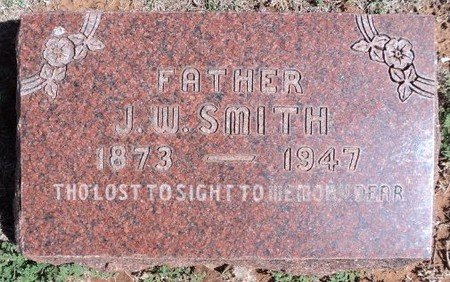 FATHER
J. W. SMITH
1873 — 1947
THO LOST TO SIGHT TO MEMORY DEAR